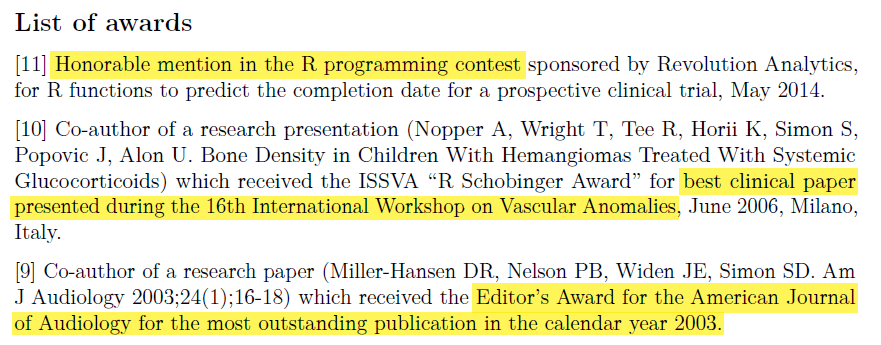 List of awards
[11] Honorable mention in the R programming contest sponsored by Revolution Analytics,
for R functions to predict the completion date for a prospective clinical trial, May 2014.
[10] Co-author of a research presentation (Nopper A, Wright T, Tee R, Horii K, Simon S,
Popovic J, Alon U. Bone Density in Children With Hemangiomas Treated With Systemic
Glucocorticoids) which received the ISSVA “R Schobinger Award” for best clinical paper
presented during the 16th International Workshop on Vascular Anomalies, June 2006, Milano,
Italy.
[9] Co-author of a research paper (Miller-Hansen DR, Nelson PB, Widen JE, Simon SD. Am
J Audiology 2003;24(1);16-18) which received the Editor’s Award for the American Journal
of Audiology for the most outstanding publication in the calendar year 2003.